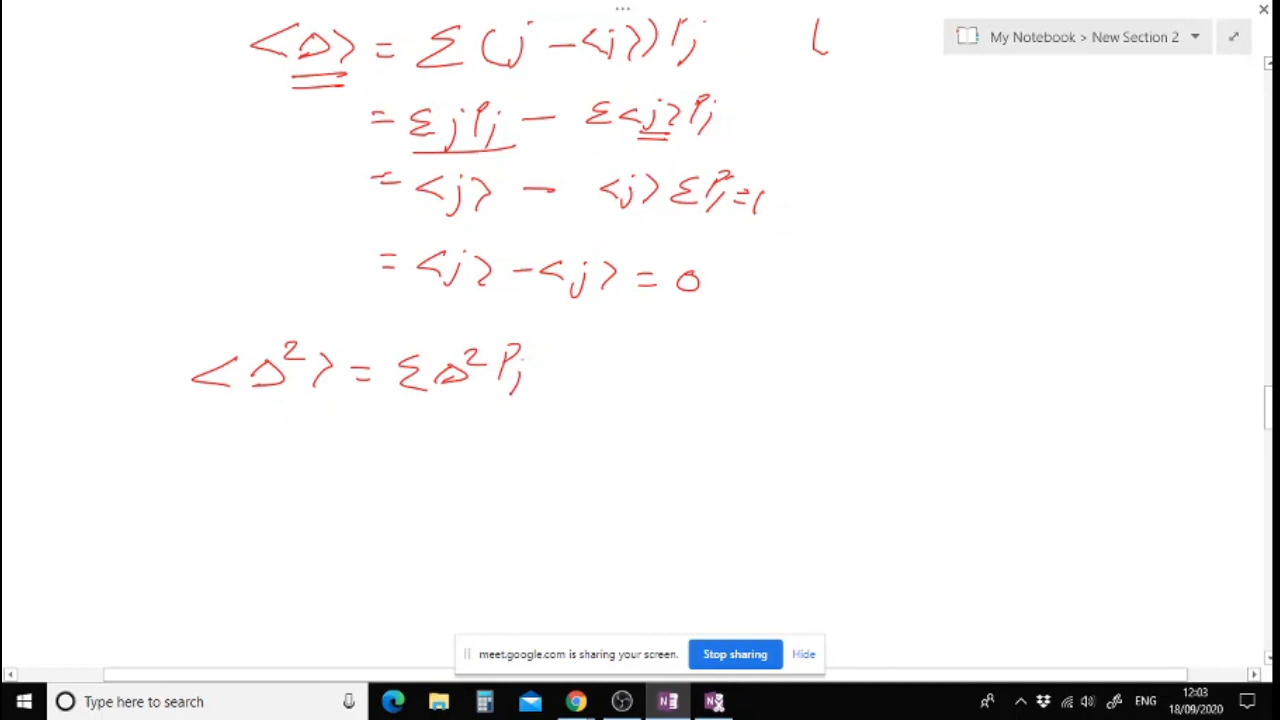 <Δ> = Σ (j - <j>) Pj
My Notebook > New Section 2
= Σ j Pj - Σ <j> Pj
= <j> - <j> Σ Pj = 1
= <j> - <j> = 0
<Δ²> = Σ Δ² Pj
meet.google.com is sharing your screen. Stop sharing Hide
Type here to search
ENG
12:03
18/09/2020